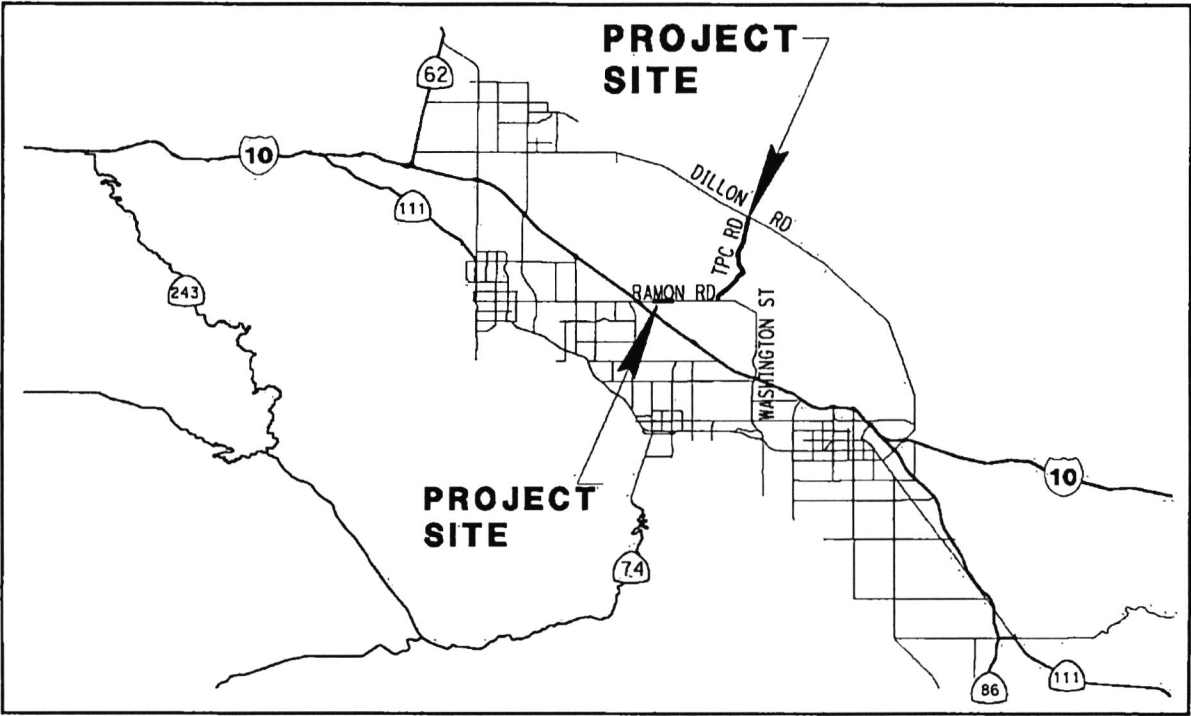 PROJECT
SITE
62
10
111
DILLON RD
TPC RD
243
RAMON RD
WASHINGTON ST
PROJECT
SITE
10
74
86
111